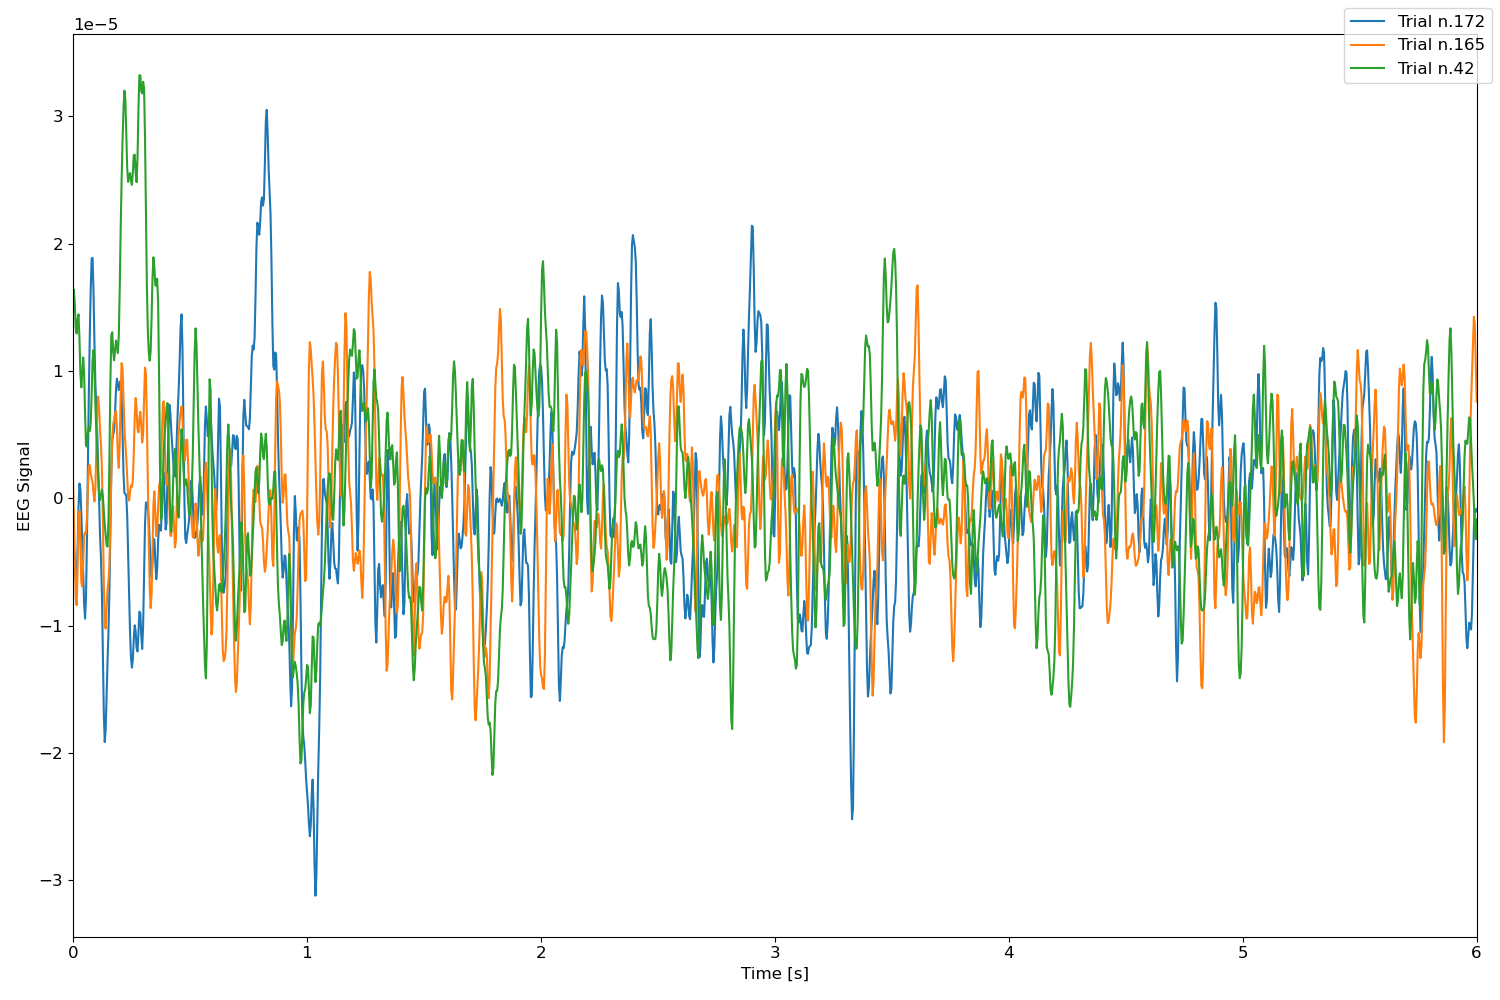 1e−5
Trial n.172
Trial n.165
Trial n.42
3
2
1
0
−1
−2
−3
EEG Signal
0 1 2 3 4 5 6
Time [s]